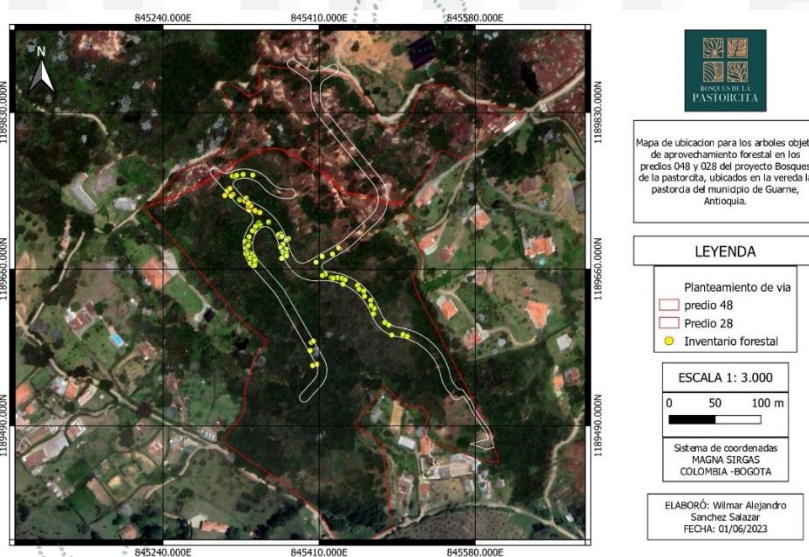 845240.000E 845410.000E 845580.000E
N
1189830.000N 1189830.000N
1189660.000N 1189660.000N
1189490.000N 1189490.000N
845240.000E 845410.000E 845580.000E
BOSQUES DE LA
PASTORCITA
Mapa de ubicacion para los arboles objet
de aprovechamiento forestal en los
predios 048 y 028 del proyecto Bosques
de la pastorcita, ubicados en la vereda la
pastorcia del municipio de Guarne,
Antioquia.
LEYENDA
Planteamiento de via
predio 48
Predio 28
Inventario forestal
ESCALA 1: 3.000
0 50 100 m
Sistema de coordenadas
MAGNA SIRGAS
COLOMBIA -BOGOTA
ELABORÓ: Wilmar Alejandro
Sanchez Salazar
FECHA: 01/06/2023